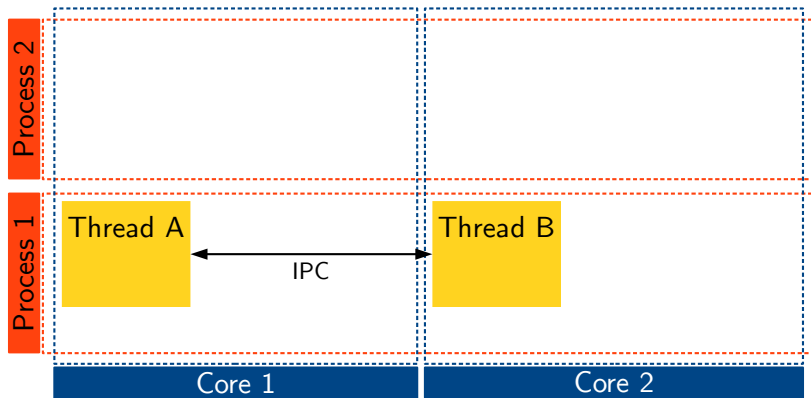 Process 2
Process 1
Thread A
IPC
Thread B
Core 1
Core 2